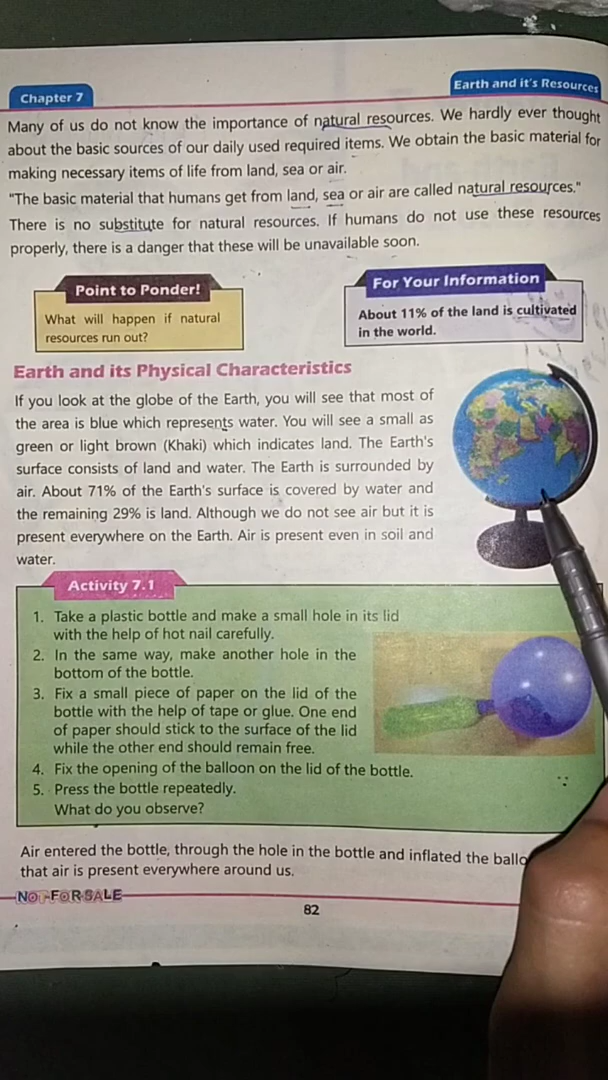 Chapter 7
Earth and it's Resources
Many of us do not know the importance of natural resources. We hardly ever thought
about the basic sources of our daily used required items. We obtain the basic material for
making necessary items of life from land, sea or air.
"The basic material that humans get from land, sea or air are called natural resources."
There is no substitute for natural resources. If humans do not use these resources
properly, there is a danger that these will be unavailable soon.
Point to Ponder!
What will happen if natural
resources run out?
For Your Information
About 11% of the land is cultivated
in the world.
Earth and its Physical Characteristics
If you look at the globe of the Earth, you will see that most of
the area is blue which represents water. You will see a small as
green or light brown (Khaki) which indicates land. The Earth's
surface consists of land and water. The Earth is surrounded by
air. About 71% of the Earth's surface is covered by water and
the remaining 29% is land. Although we do not see air but it is
present everywhere on the Earth. Air is present even in soil and
water.
Activity 7.1
1. Take a plastic bottle and make a small hole in its lid
with the help of hot nail carefully.
2. In the same way, make another hole in the
bottom of the bottle.
3. Fix a small piece of paper on the lid of the
bottle with the help of tape or glue. One end
of paper should stick to the surface of the lid
while the other end should remain free.
4. Fix the opening of the balloon on the lid of the bottle.
5. Press the bottle repeatedly.
What do you observe?
Air entered the bottle, through the hole in the bottle and inflated the
that air is present everywhere around us.
NOT FOR SALE
82